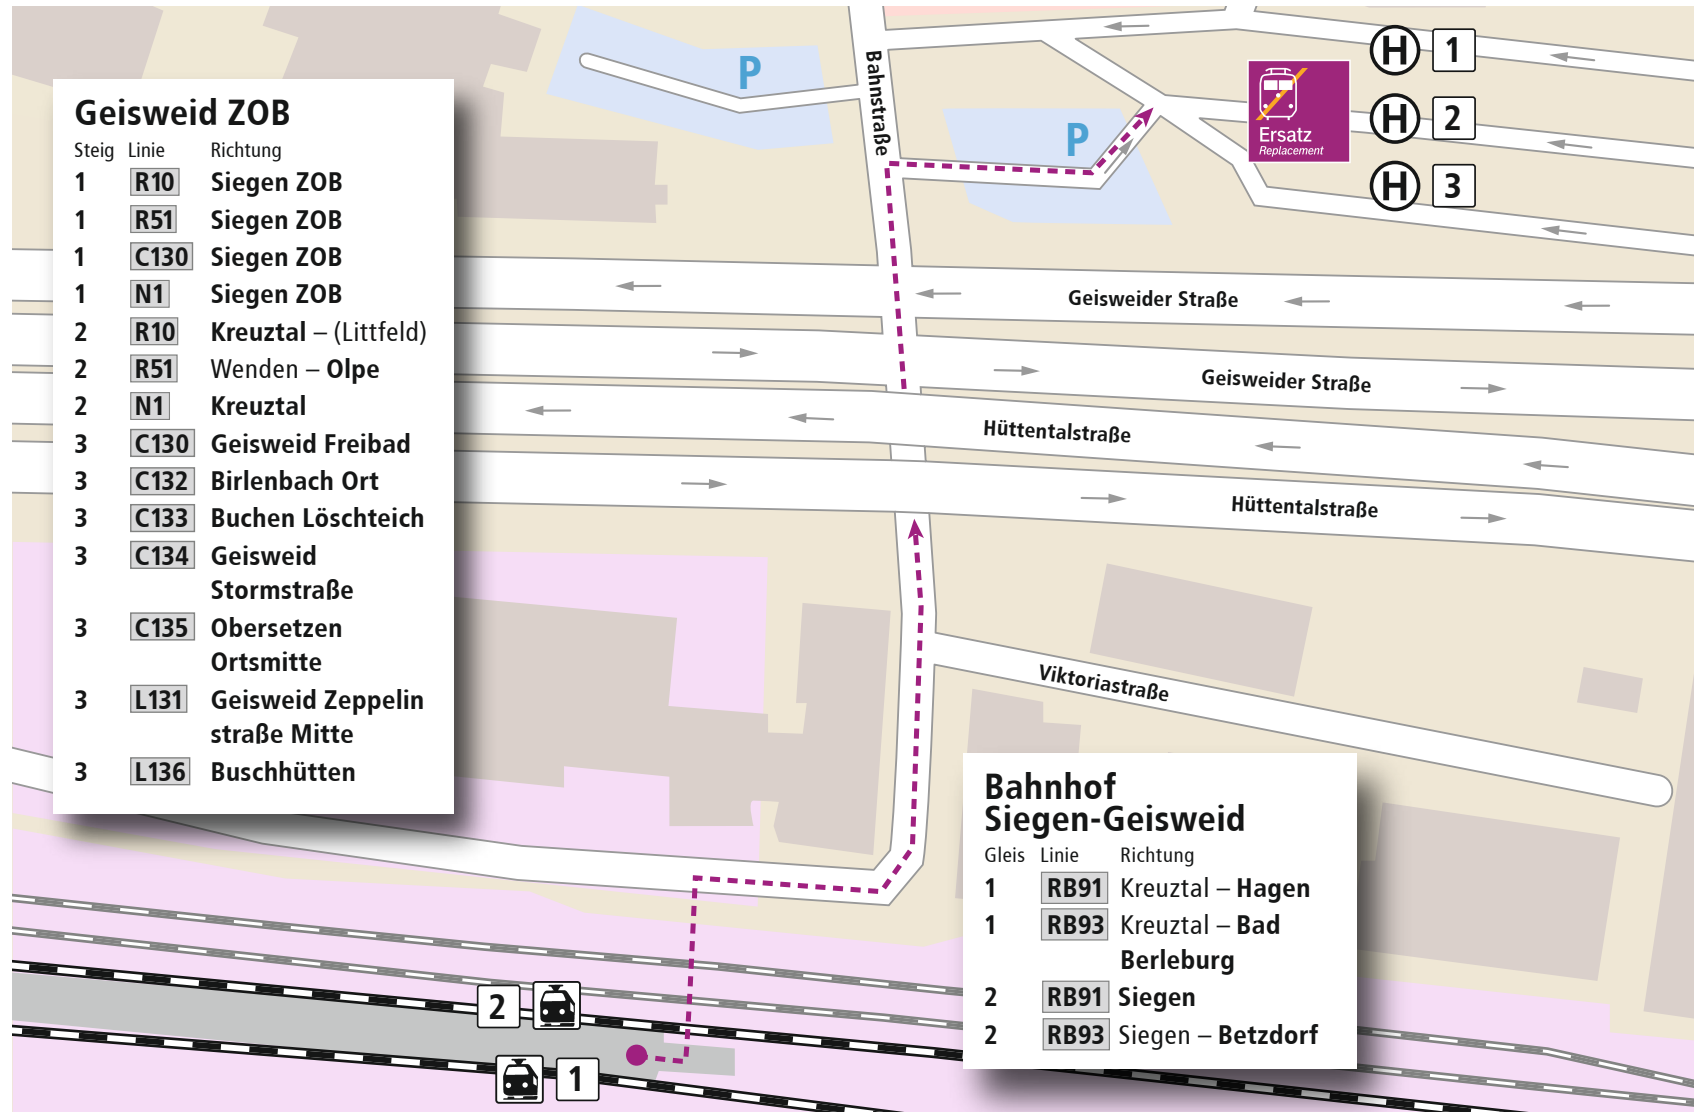 Geisweid ZOB
Steig Linie Richtung
1 R10 Siegen ZOB
1 R51 Siegen ZOB
1 C130 Siegen ZOB
1 N1 Siegen ZOB
2 R10 Kreuztal – (Littfeld)
2 R51 Wenden – Olpe
2 N1 Kreuztal
3 C130 Geisweid Freibad
3 C132 Birlenbach Ort
3 C133 Buchen Löschteich
3 C134 Geisweid
Stormstraße
3 C135 Obersetzen
Ortsmitte
3 L131 Geisweid Zeppelin
straße Mitte
3 L136 Buschhütten
P
Bahnstraße
P
Ersatz
Replacement
H 1
H 2
H 3
Geisweider Straße
Geisweider Straße
Hüttentalstraße
Hüttentalstraße
Viktoriastraße
Bahnhof
Siegen-Geisweid
Gleis Linie Richtung
1 RB91 Kreuztal – Hagen
1 RB93 Kreuztal – Bad
Berleburg
2 RB91 Siegen
2 RB93 Siegen – Betzdorf
2
1